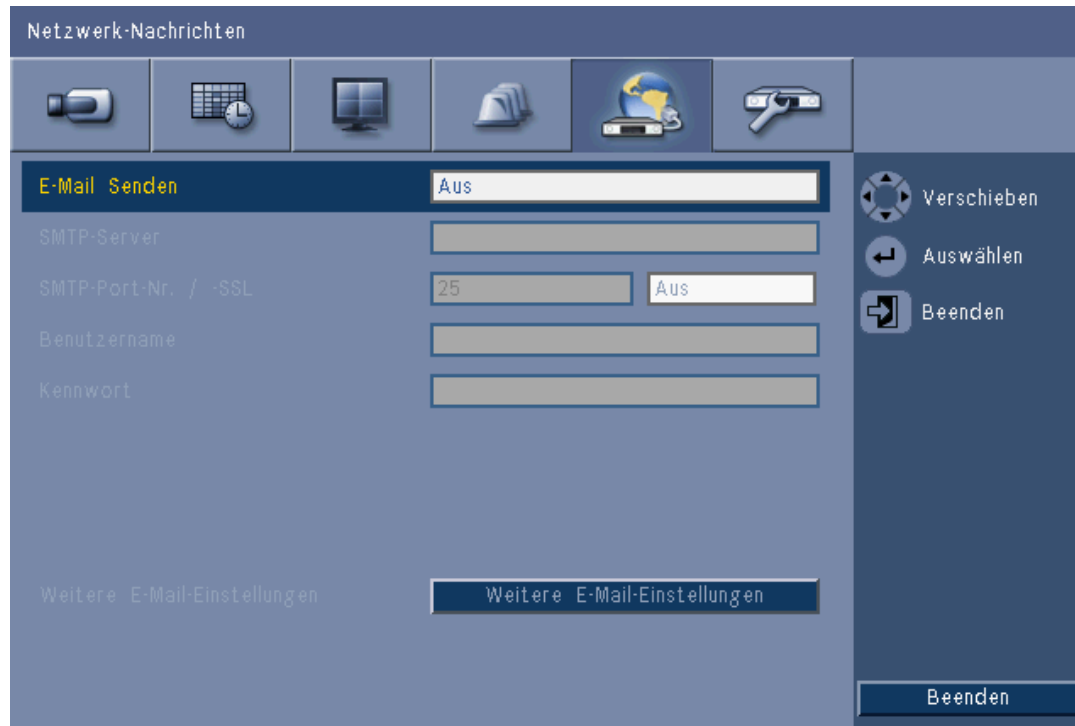 Netzwerk-Nachrichten
E-Mail Senden Aus
SMTP-Server
SMTP-Port-Nr. / -SSL 25 Aus
Benutzername
Kennwort
Weitere E-Mail-Einstellungen Weitere E-Mail-Einstellungen
Verschieben
Auswählen
Beenden
Beenden